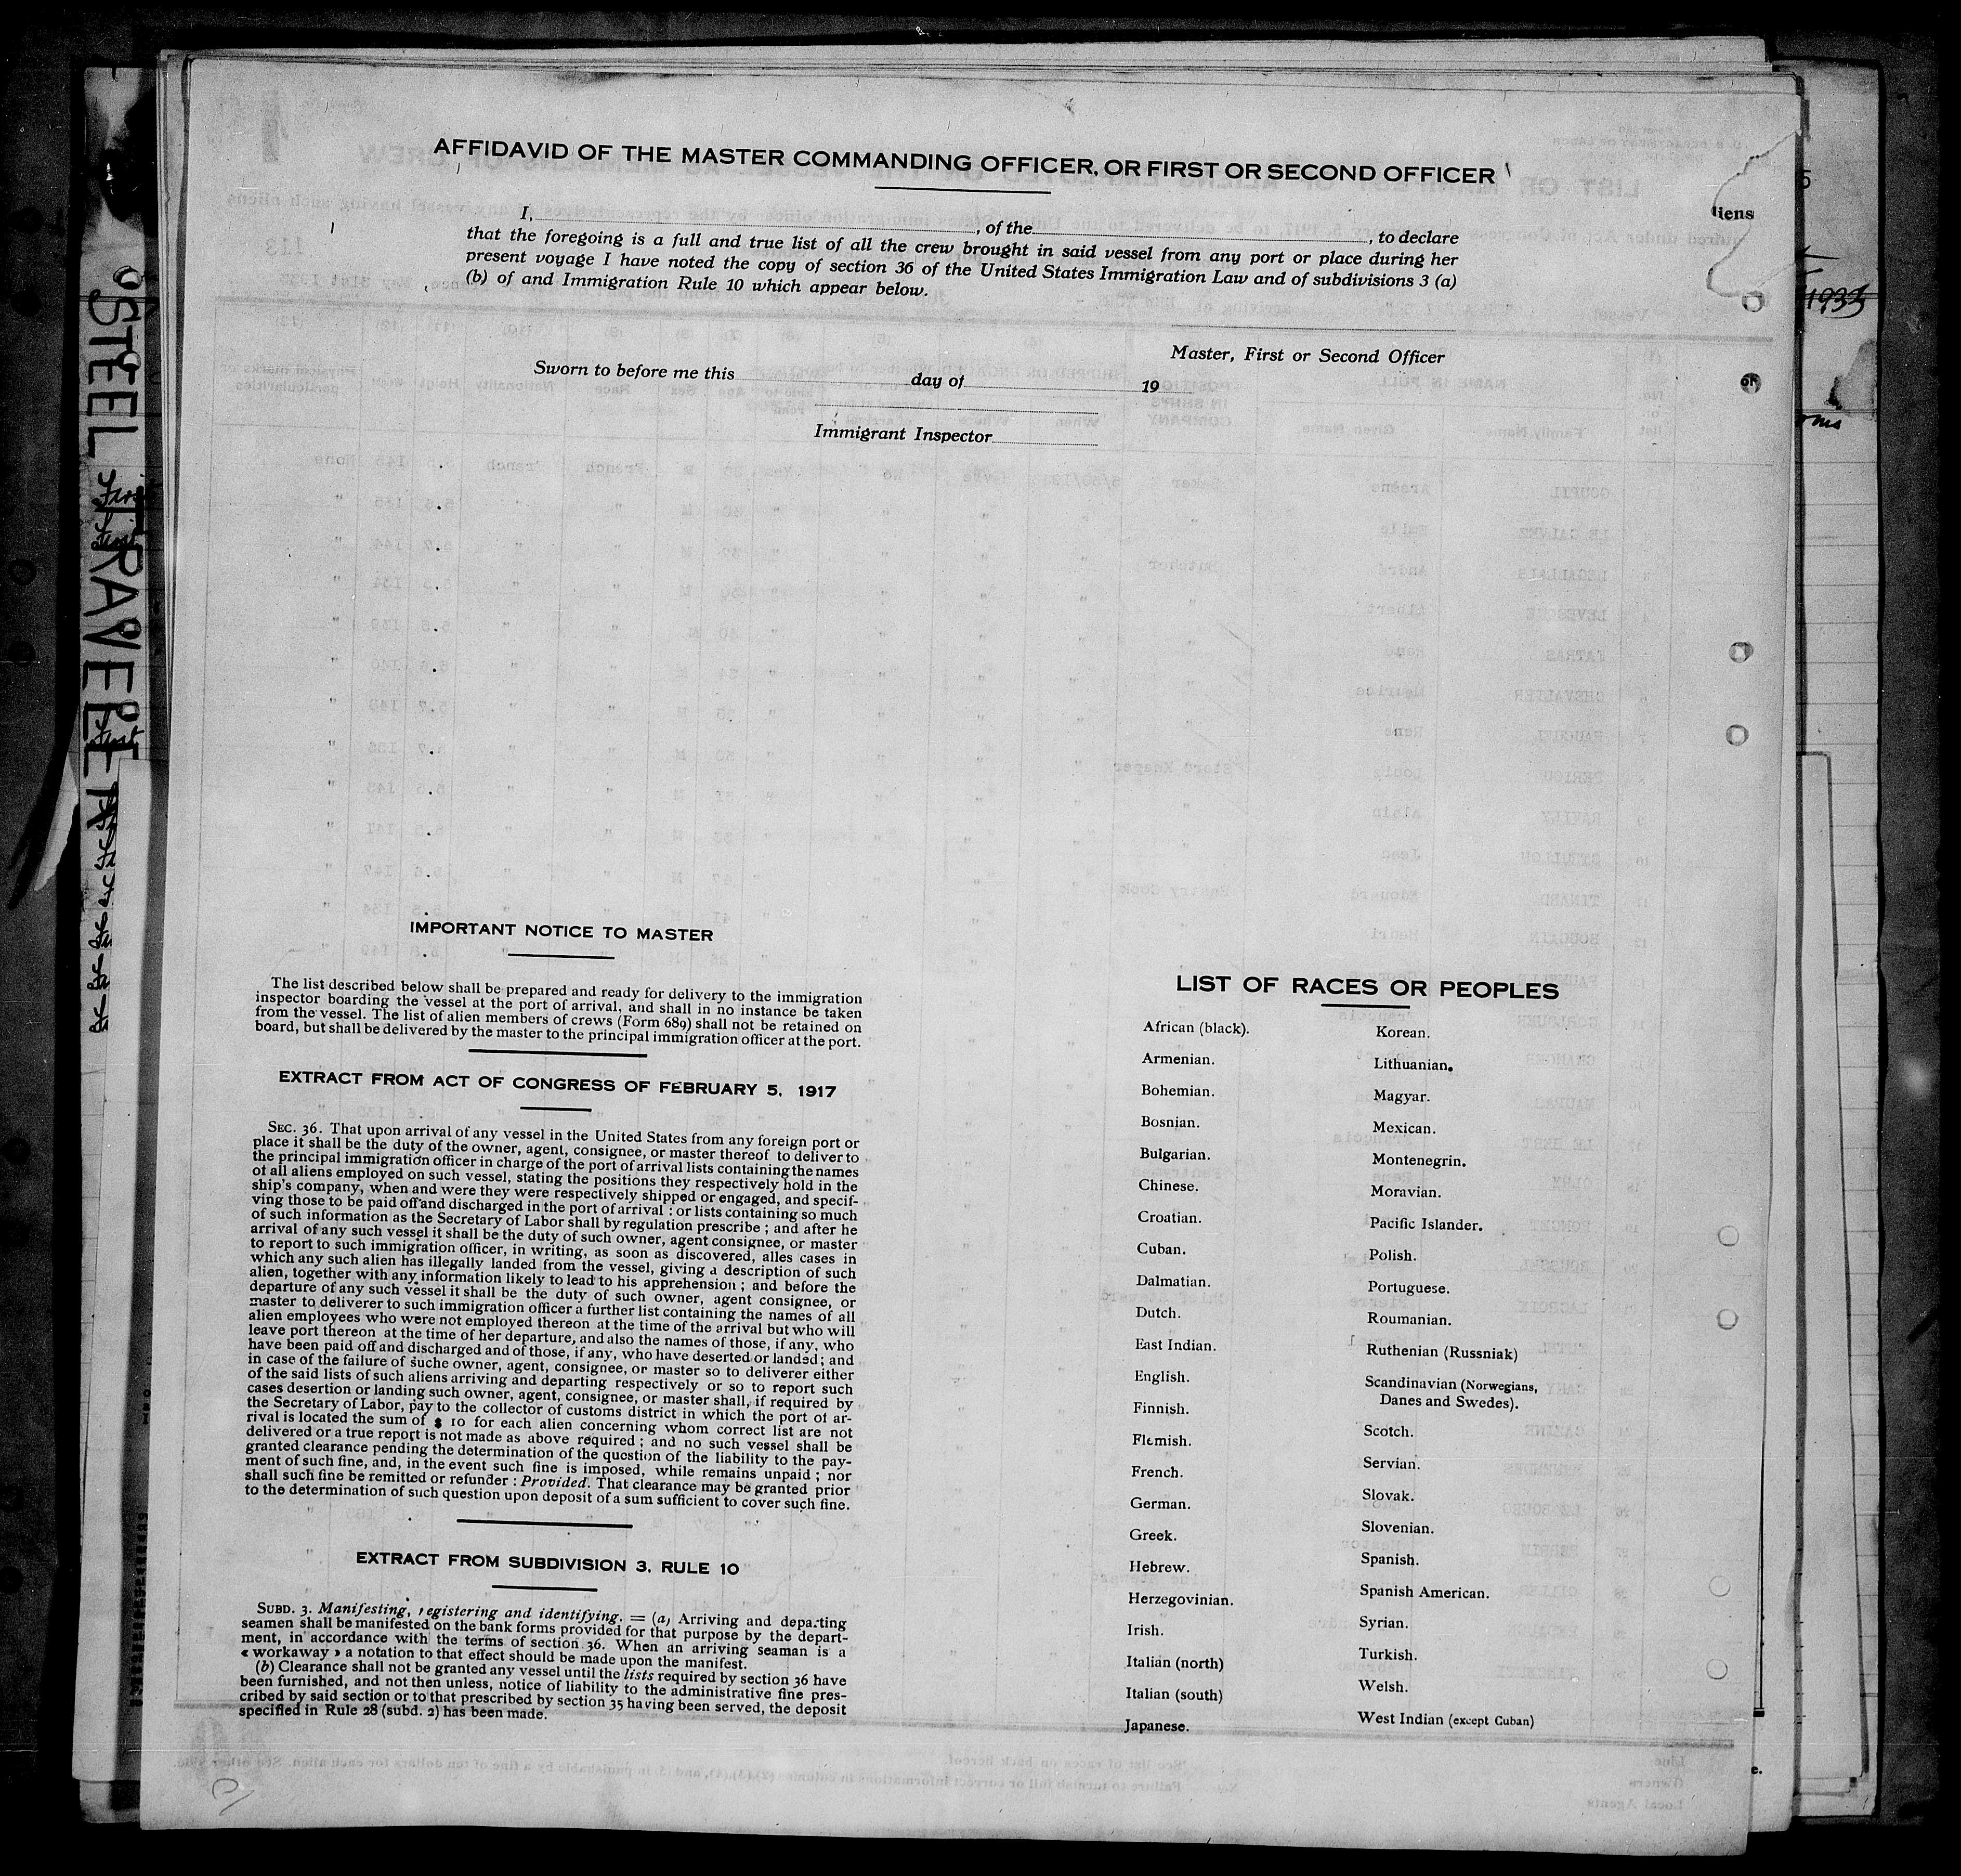 AFFIDAVID OF THE MASTER COMMANDING OFFICER, OR FIRST OR SECOND OFFICER
I, , of the , to declare
that the foregoing is a full and true list of all the crew brought in said vessel from any port or place during her
present voyage I have noted the copy of section 36 of the United States Immigration Law and of subdivisions 3 (a)
(b) of and Immigration Rule 10 which appear below.
Master, First or Second Officer
Sworn to before me this day of 19
Immigrant Inspector
IMPORTANT NOTICE TO MASTER
The list described below shall be prepared and ready for delivery to the immigration
inspector boarding the vessel at the port of arrival, and shall in no instance be taken
from the vessel. The list of alien members of crews (Form 689) shall not be retained on
board, but shall be delivered by the master to the principal immigration officer at the port.
EXTRACT FROM ACT OF CONGRESS OF FEBRUARY 5, 1917
SEC. 36. That upon arrival of any vessel in the United States from any foreign port or
place it shall be the duty of the owner, agent, consignee, or master thereof to deliver to
the principal immigration officer in charge of the port of arrival lists containing the names
of all aliens employed on such vessel, stating the positions they respectively hold in the
ship's company, when and were they were respectively shipped or engaged, and specif-
ving those to be paid off and discharged in the port of arrival : or lists containing so much
of such information as the Secretary of Labor shall by regulation prescribe ; and after he
arrival of any such vessel it shall be the duty of such owner, agent consignee, or master
to report to such immigration officer, in writing, as soon as discovered, alles cases in
which any such alien has illegally landed from the vessel, giving a description of such
alien, together with any information likely to lead to his apprehension ; and before the
departure of any such vessel it shall be the duty of such owner, agent consignee, or
master to deliverer to such immigration officer a further list containing the names of all
alien employees who were not employed thereon at the time of the arrival but who will
leave port thereon at the time of her departure, and also the names of those, if any, who
have been paid off and discharged and of those, if any, who have deserted or landed ; and
in case of the failure of suche owner, agent, consignee, or master so to deliverer either
of the said lists of such aliens arriving and departing respectively or so to report such
cases desertion or landing such owner, agent, consignee, or master shall, if required by
the Secretary of Labor, pay to the collector of customs district in which the port of ar-
rival is located the sum of $ 10 for each alien concerning whom correct list are not
delivered or a true report is not made as above required ; and no such vessel shall be
granted clearance pending the determination of the question of the liability to the pay-
ment of such fine, and, in the event such fine is imposed, while remains unpaid ; nor
shall such fine be remitted or refunder : Provided. That clearance may be granted prior
to the determination of such question upon deposit of a sum sufficient to cover such fine.
EXTRACT FROM SUBDIVISION 3, RULE 10
SUBD. 3. Manifesting, registering and identifying. = (a) Arriving and departing
seamen shall be manifested on the bank forms provided for that purpose by the depart-
ment, in accordance with the terms of section 36. When an arriving seaman is a
« workaway » a notation to that effect should be made upon the manifest.
(b) Clearance shall not be granted any vessel until the lists required by section 36 have
been furnished, and not then unless, notice of liability to the administrative fine pres-
cribed by said section or to that prescribed by section 35 having been served, the deposit
specified in Rule 28 (subd. 2) has been made.
LIST OF RACES OR PEOPLES
African (black).
Armenian.
Bohemian.
Bosnian.
Bulgarian.
Chinese.
Croatian.
Cuban.
Dalmatian.
Dutch.
East Indian.
English.
Finnish.
Flemish.
French.
German.
Greek.
Hebrew.
Herzegovinian.
Irish.
Italian (north)
Italian (south)
Japanese.
Korean.
Lithuanian.
Magyar.
Mexican.
Montenegrin.
Moravian.
Pacific Islander.
Polish.
Portuguese.
Roumanian.
Ruthenian (Russniak)
Scandinavian (Norwegians,
Danes and Swedes).
Scotch.
Servian.
Slovak.
Slovenian.
Spanish.
Spanish American.
Syrian.
Turkish.
Welsh.
West Indian (except Cuban)
STEEL TRAVELER
liens
1933